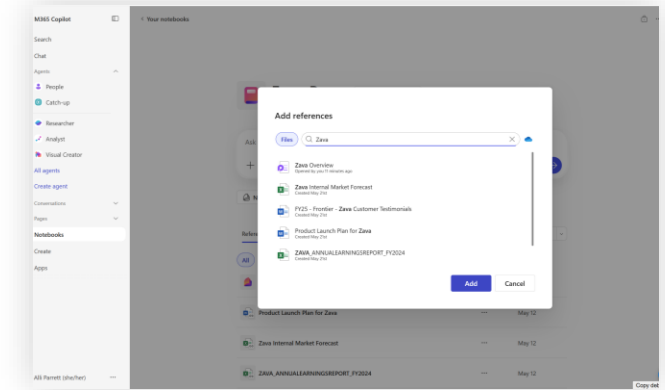 M365 Copilot
Search
Chat
Agents
People
Catch-up
Researcher
Analyst
Visual Creator
All agents
Create agent
Conversations
Pages
Notebooks
Create
Apps
Alli Parrett (she/her)
< Your notebooks
Ask
Add references
Files
Zava
Zava Overview
Opened by you 11 minutes ago
Zava Internal Market Forecast
Created May 21st
FY25 - Frontier - Zava Customer Testimonials
Created May 21st
Product Launch Plan for Zava
Created May 21st
ZAVA_ANNUALEARNINGSREPORT_FY2024
Created May 21st
Add
Cancel
All
Product Launch Plan for Zava
May 12
Zava Internal Market Forecast
May 12
ZAVA_ANNUALEARNINGSREPORT_FY2024
May 12